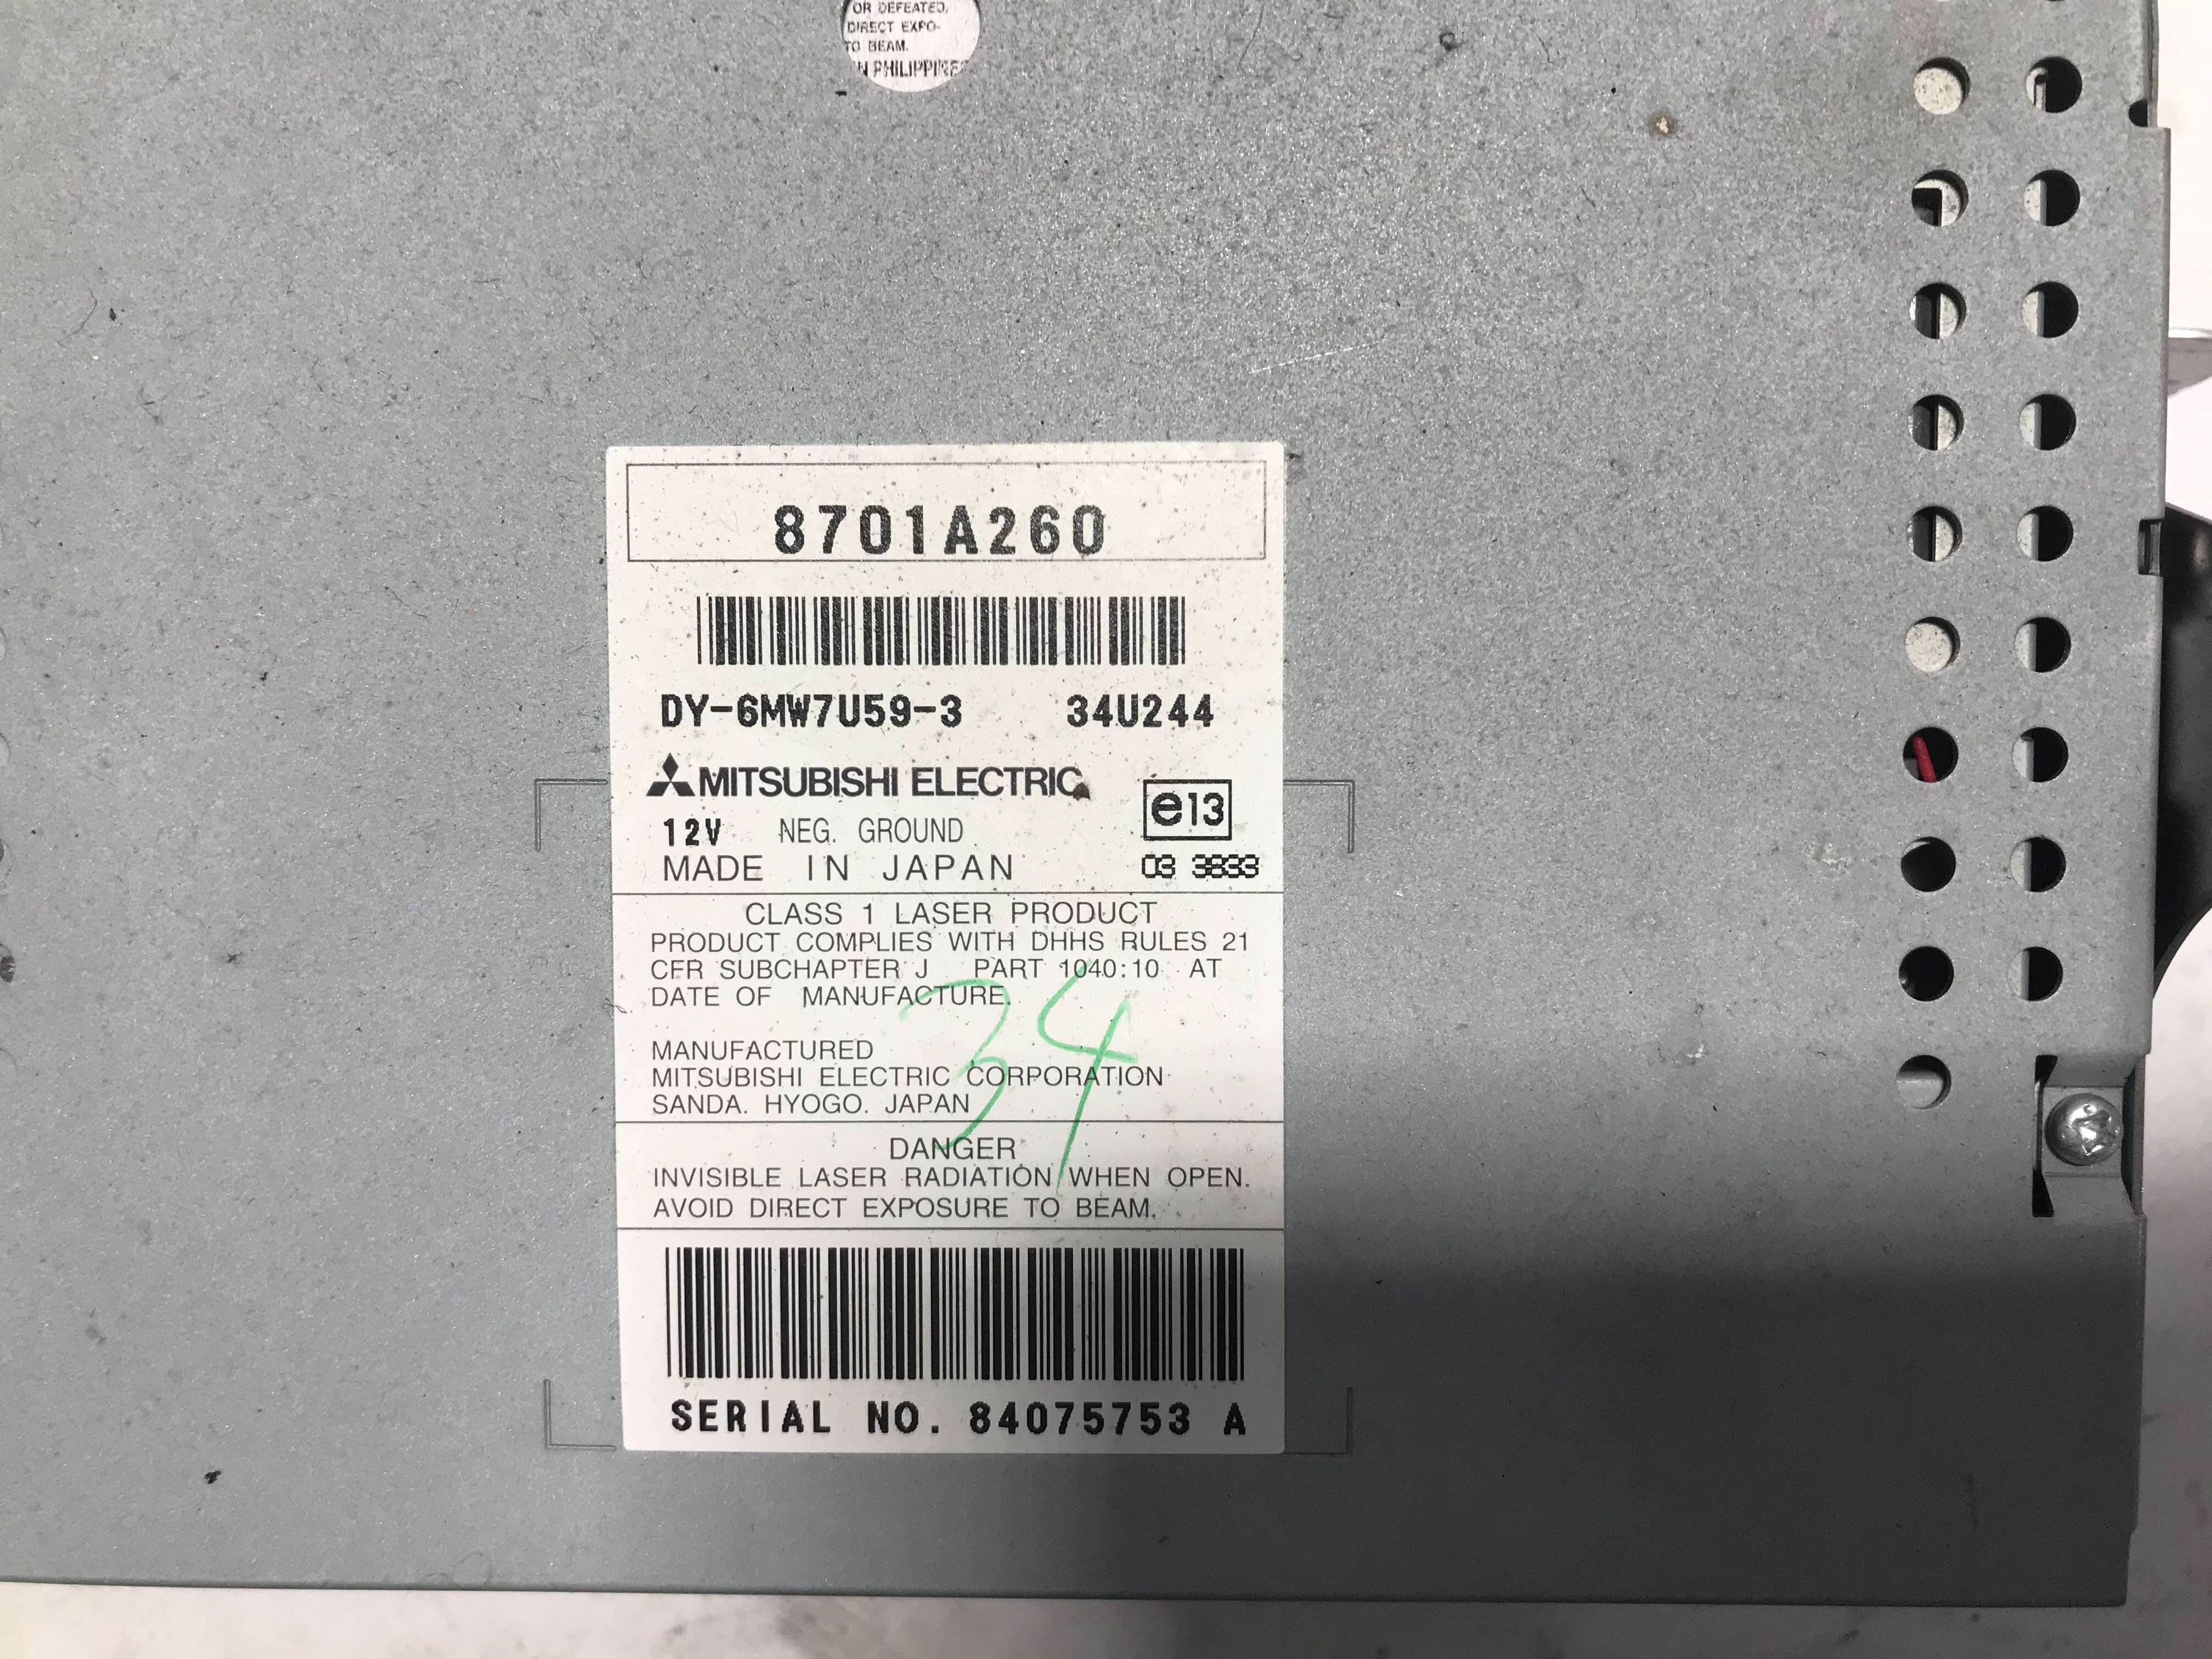 OR DEFEATED.
DIRECT EXPO-
TO BEAM.
N PHILIPPINES
8701A260
DY-6MW7U59-3 34U244
MITSUBISHI ELECTRIC
e13
12V NEG. GROUND
MADE IN JAPAN 03 3833
CLASS 1 LASER PRODUCT
PRODUCT COMPLIES WITH DHHS RULES 21
CFR SUBCHAPTER J PART 1040:10 AT
DATE OF MANUFACTURE.
34
MANUFACTURED
MITSUBISHI ELECTRIC CORPORATION
SANDA. HYOGO. JAPAN
DANGER
INVISIBLE LASER RADIATION WHEN OPEN.
AVOID DIRECT EXPOSURE TO BEAM.
SERIAL NO. 84075753 A